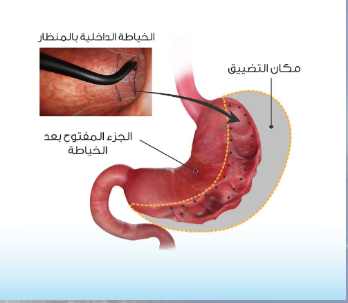 الخياطة الداخلية بالمنظار
مكان التضييق
الجزء المفتوح بعد
الخياطة